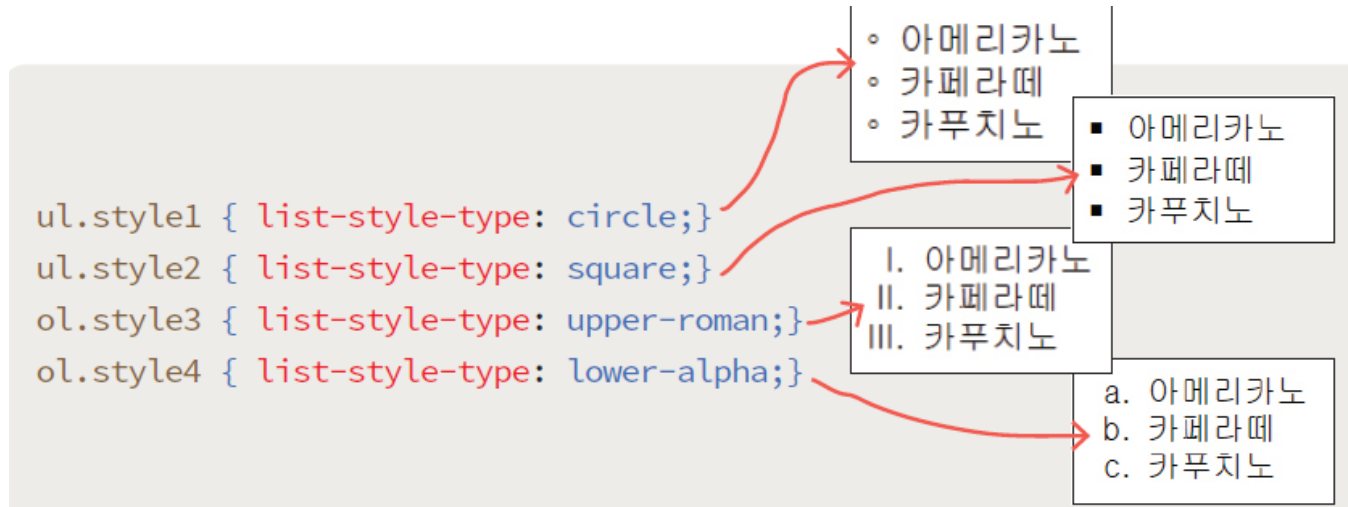 ◦ 아메리카노
◦ 카페라떼
◦ 카푸치노
▪ 아메리카노
▪ 카페라떼
▪ 카푸치노
ul.style1 { list-style-type: circle;}
ul.style2 { list-style-type: square;}
ol.style3 { list-style-type: upper-roman;}
ol.style4 { list-style-type: lower-alpha;}
I. 아메리카노
II. 카페라떼
III. 카푸치노
a. 아메리카노
b. 카페라떼
c. 카푸치노